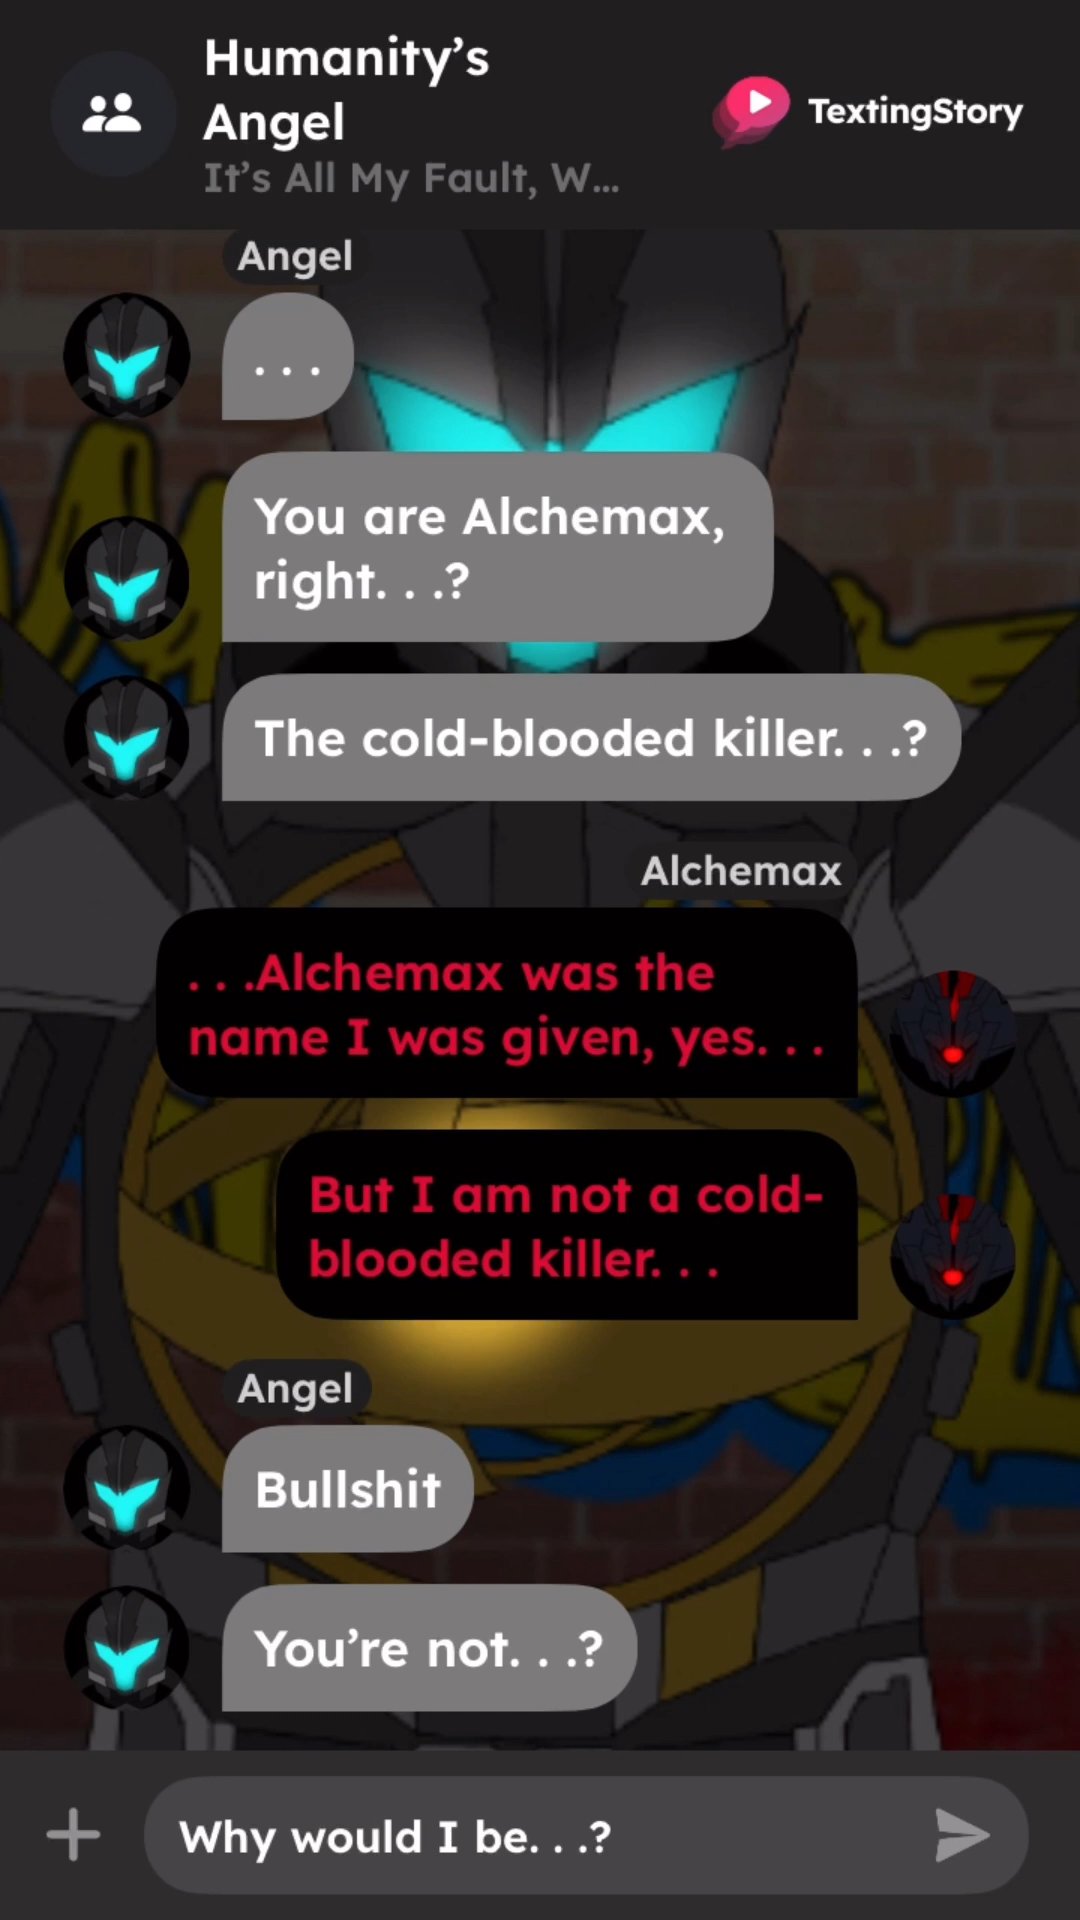 Humanity’s
Angel
TextingStory
It’s All My Fault, W...
Angel
. . .
You are Alchemax,
right. . .?
The cold-blooded killer. . .?
Alchemax
. . .Alchemax was the
name I was given, yes. . .
But I am not a cold-
blooded killer. . .
Angel
Bullshit
You’re not. . .?
Why would I be. . .?